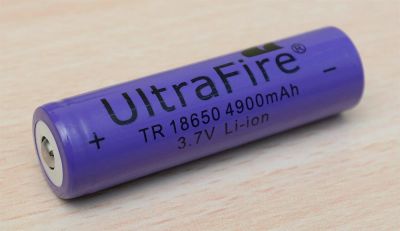 UltraFire®
+ TR 18650 4900mAh −
3.7V Li-ion